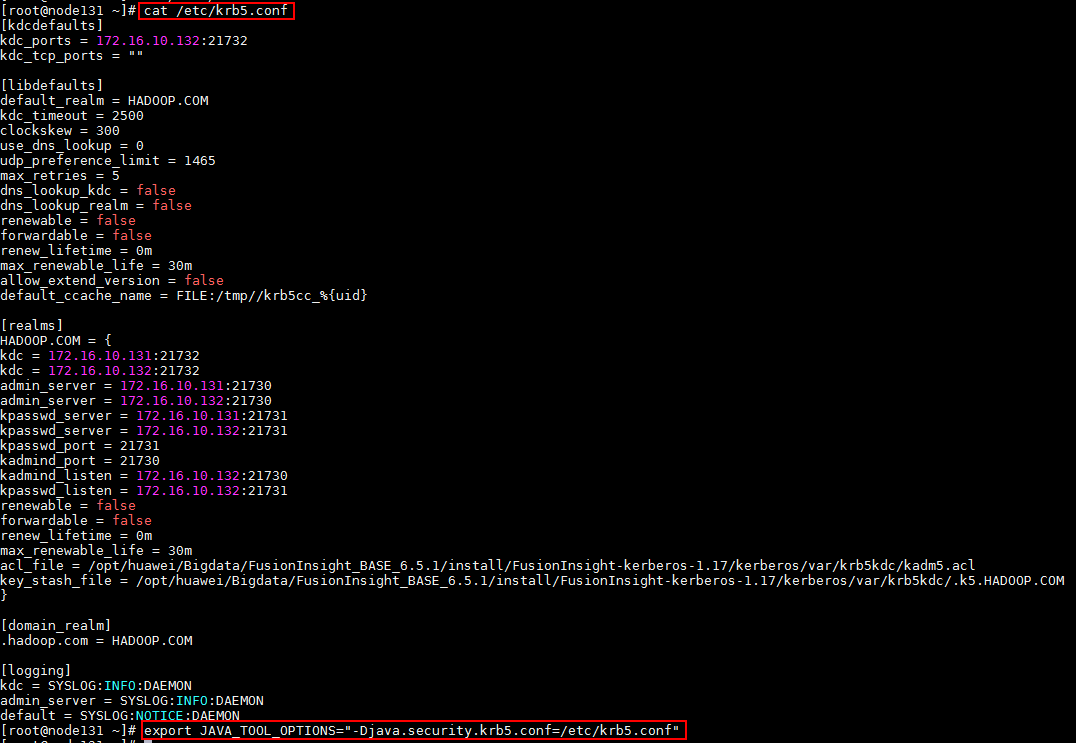 [root@node131 ~]# cat /etc/krb5.conf
[kdcdefaults]
kdc_ports = 172.16.10.132:21732
kdc_tcp_ports = ""
[libdefaults]
default_realm = HADOOP.COM
kdc_timeout = 2500
clockskew = 300
use_dns_lookup = 0
udp_preference_limit = 1465
max_retries = 5
dns_lookup_kdc = false
dns_lookup_realm = false
renewable = false
forwardable = false
renew_lifetime = 0m
max_renewable_life = 30m
allow_extend_version = false
default_ccache_name = FILE:/tmp//krb5cc_%{uid}
[realms]
HADOOP.COM = {
kdc = 172.16.10.131:21732
kdc = 172.16.10.132:21732
admin_server = 172.16.10.131:21730
admin_server = 172.16.10.132:21730
kpasswd_server = 172.16.10.131:21731
kpasswd_server = 172.16.10.132:21731
kpasswd_port = 21731
kadmind_port = 21730
kadmind_listen = 172.16.10.132:21730
kpasswd_listen = 172.16.10.132:21731
renewable = false
forwardable = false
renew_lifetime = 0m
max_renewable_life = 30m
acl_file = /opt/huawei/Bigdata/FusionInsight_BASE_6.5.1/install/FusionInsight-kerberos-1.17/kerberos/var/krb5kdc/kadm5.acl
key_stash_file = /opt/huawei/Bigdata/FusionInsight_BASE_6.5.1/install/FusionInsight-kerberos-1.17/kerberos/var/krb5kdc/.k5.HADOOP.COM
}
[domain_realm]
.hadoop.com = HADOOP.COM
[logging]
kdc = SYSLOG:INFO:DAEMON
admin_server = SYSLOG:INFO:DAEMON
default = SYSLOG:NOTICE:DAEMON
[root@node131 ~]# export JAVA_TOOL_OPTIONS="-Djava.security.krb5.conf=/etc/krb5.conf"
[root@node131 ~]#